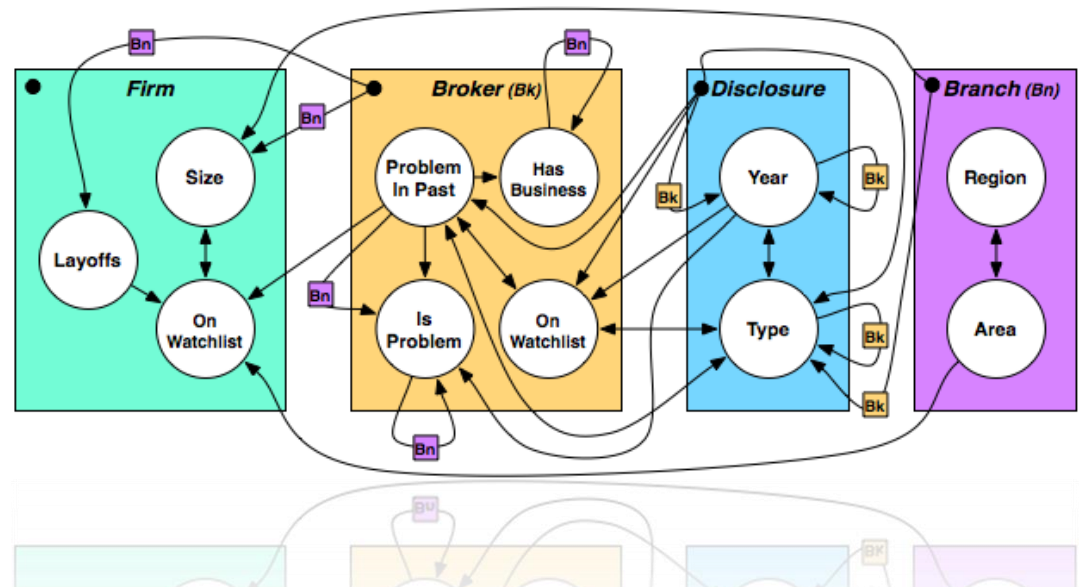 Bn
Bn
Firm
Broker (Bk)
Disclosure
Branch (Bn)
Bn
Size
Problem
In Past
Has
Business
Year
Bk
Region
Bk
Layoffs
Bn
On
Watchlist
Is
Problem
On
Watchlist
Type
Bk
Area
Bk
Bn